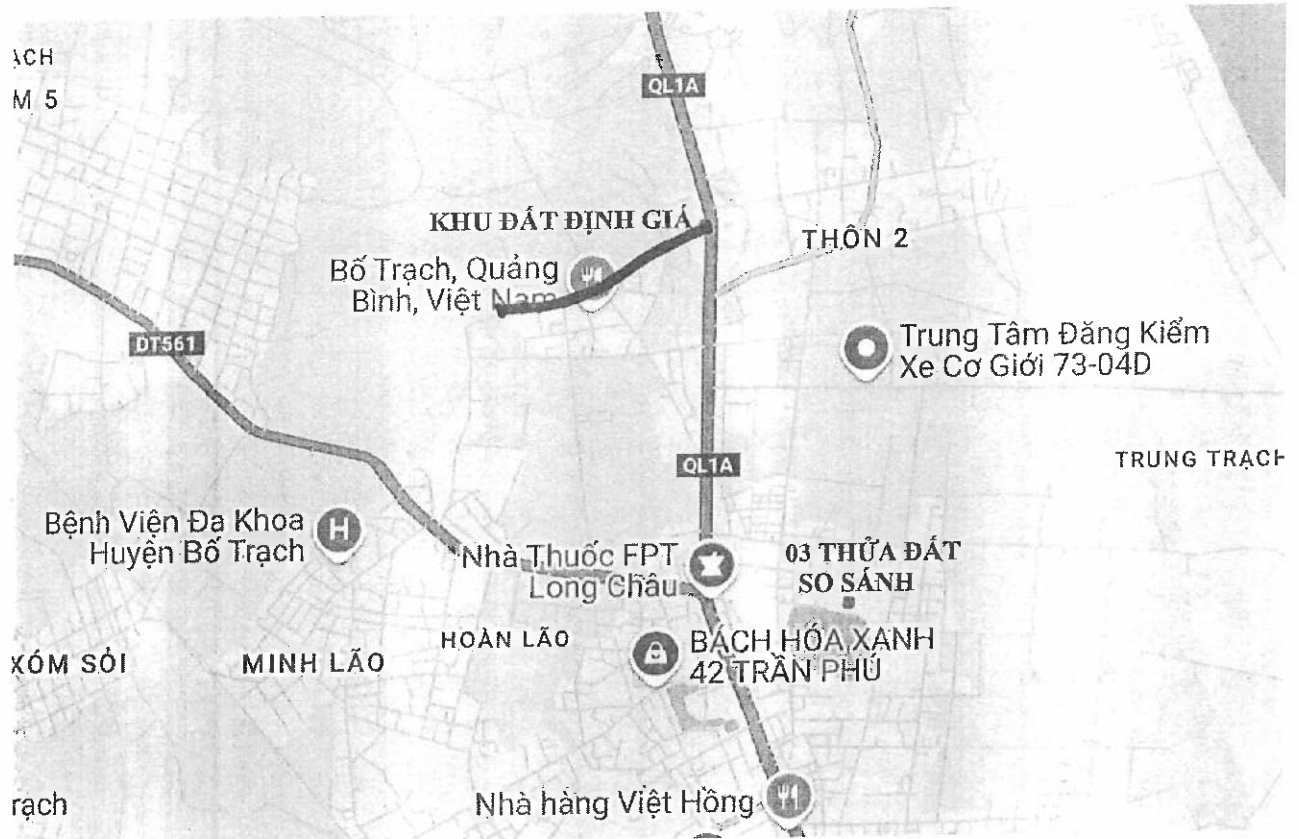 ẠCH
M 5
QL1A
KHU ĐẤT ĐỊNH GIÁ
THÔN 2
Bố Trạch, Quảng
Bình, Việt Nam
DT561
Trung Tâm Đăng Kiểm
Xe Cơ Giới 73-04D
QL1A
TRUNG TRẠCH
Bệnh Viện Đa Khoa
Huyện Bố Trạch
H
Nhà Thuốc FPT
Long Châu
03 THỬA ĐẤT
SO SÁNH
HOÀN LÃO
BÁCH HÓA XANH
42 TRẦN PHÚ
XÓM SỎI
MINH LÃO
rạch
Nhà hàng Việt Hồng